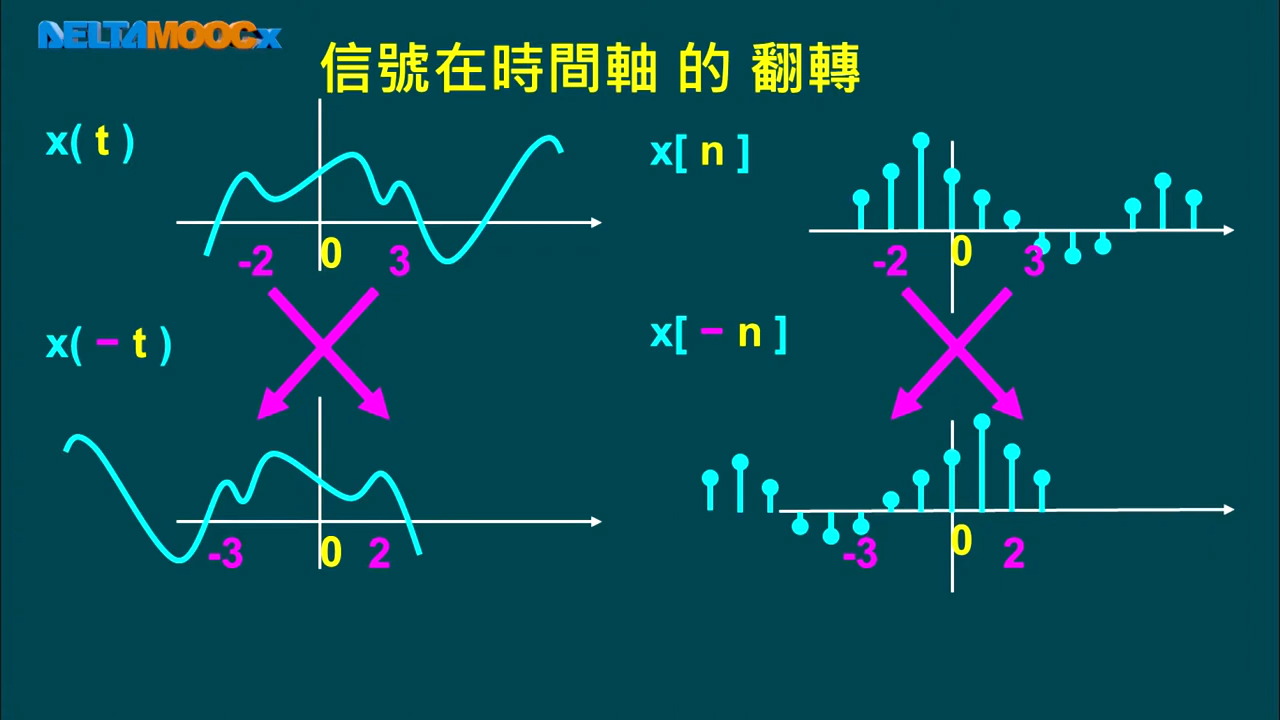 DELTAMOOCx
信號在時間軸 的 翻轉
x( t )
-2 0 3
x( − t )
-3 0 2
x[ n ]
-2 0 3
x[ − n ]
-3 0 2